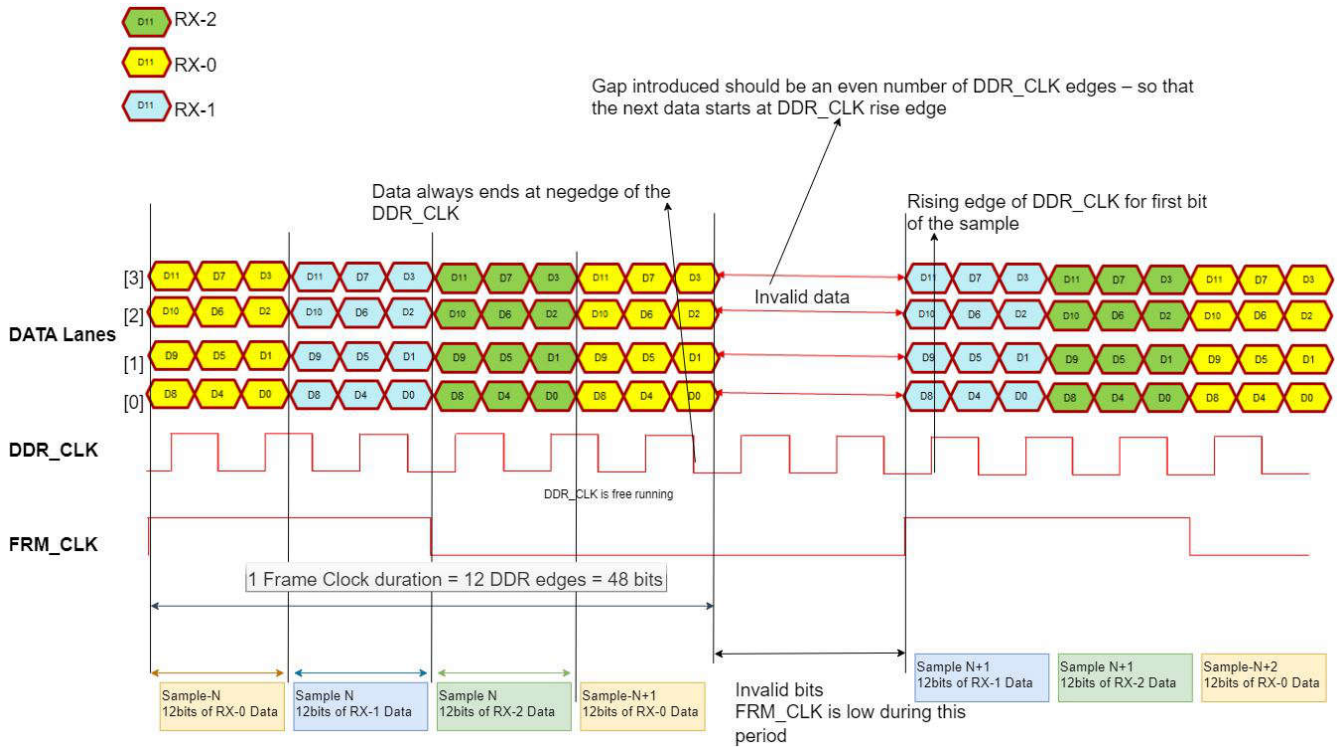 D11 RX-2
D11 RX-0
D11 RX-1
Gap introduced should be an even number of DDR_CLK edges – so that
the next data starts at DDR_CLK rise edge
Data always ends at negedge of the
DDR_CLK
Rising edge of DDR_CLK for first bit
of the sample
DATA Lanes
[3] D11 D7 D3 D11 D7 D3 D11 D7 D3 D11 D7 D3 D11 D7 D3 D11 D7 D3 D11 D7 D3
Invalid data
[2] D10 D6 D2 D10 D6 D2 D10 D6 D2 D10 D6 D2 D10 D6 D2 D10 D6 D2 D10 D6 D2
[1] D9 D5 D1 D9 D5 D1 D9 D5 D1 D9 D5 D1 D9 D5 D1 D9 D5 D1 D9 D5 D1
[0] D8 D4 D0 D8 D4 D0 D8 D4 D0 D8 D4 D0 D8 D4 D0 D8 D4 D0 D8 D4 D0
DDR_CLK
DDR_CLK is free running
FRM_CLK
1 Frame Clock duration = 12 DDR edges = 48 bits
Sample-N
12bits of RX-0 Data
Sample N
12bits of RX-1 Data
Sample N
12bits of RX-2 Data
Sample-N+1
12bits of RX-0 Data
Invalid bits
FRM_CLK is low during this
period
Sample N+1
12bits of RX-1 Data
Sample N+1
12bits of RX-2 Data
Sample-N+2
12bits of RX-0 Data